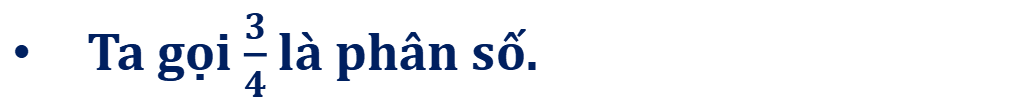 • Ta gọi 3/4 là phân số.